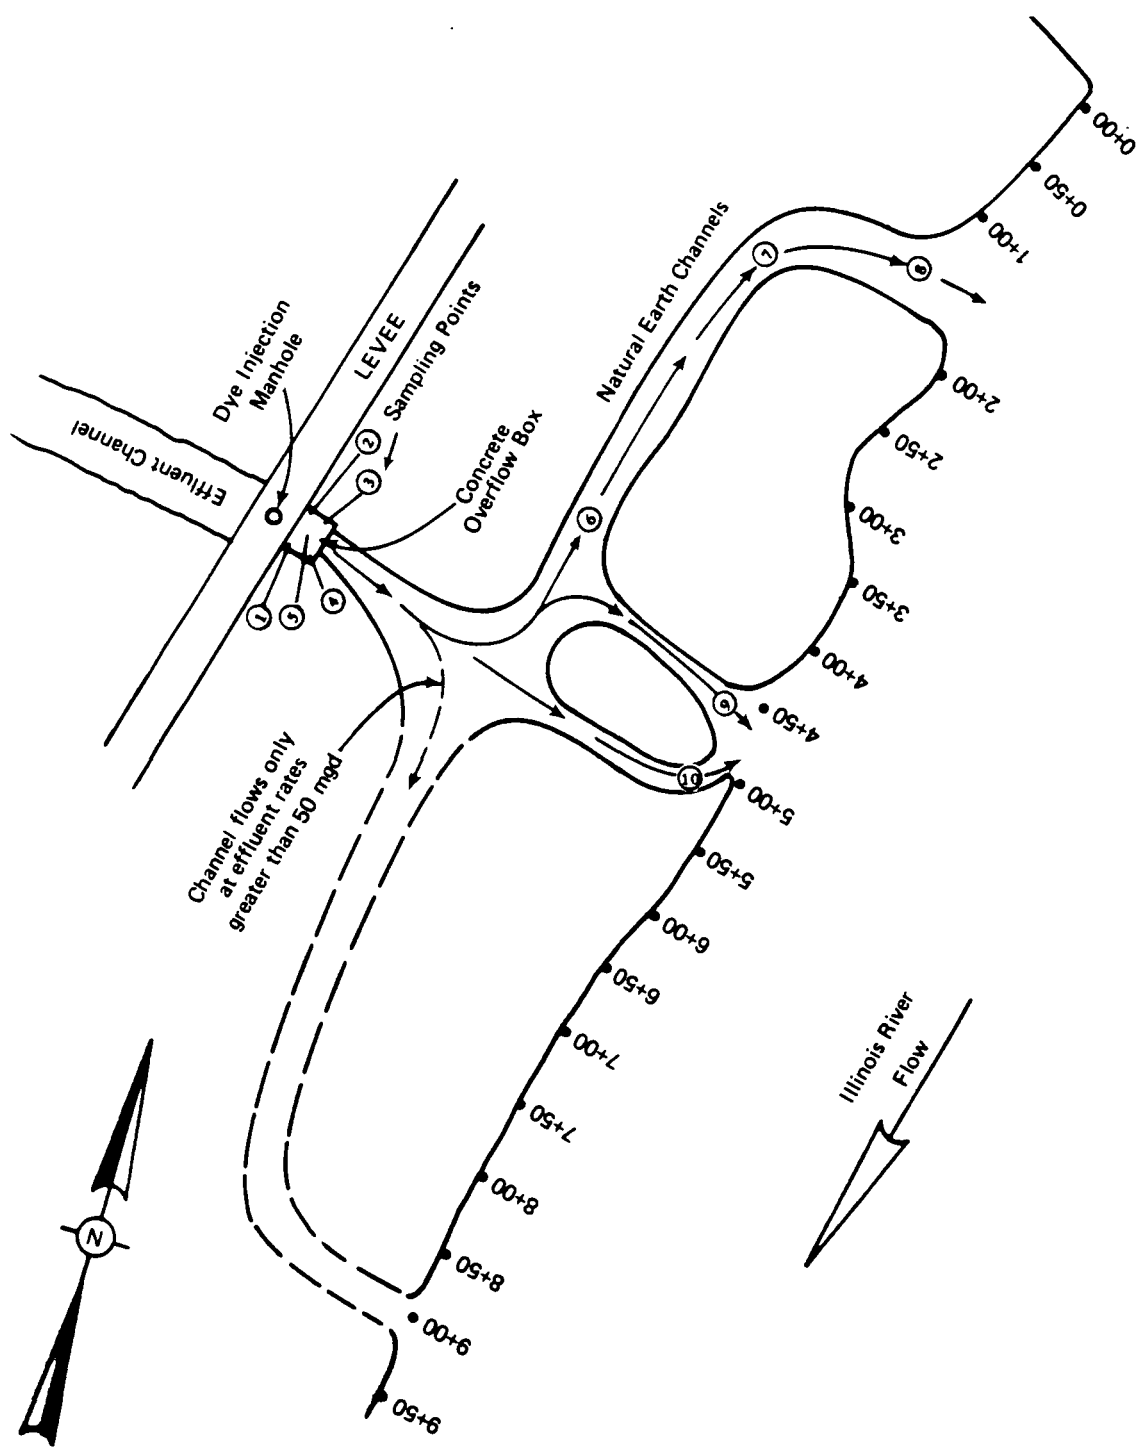 Effluent Channel
Dye Injection
Manhole
LEVEE
Sampling Points
2
3
1
5
4
Concrete
Overflow Box
Natural Earth Channels
6
7
8
9
10
Channel flows only
at effluent rates
greater than 50 mgd
0+00
0+50
1+00
2+00
2+50
3+00
3+50
4+00
4+50
5+00
5+50
6+00
6+50
7+00
7+50
8+00
8+50
9+00
9+50
Illinois River
Flow
N